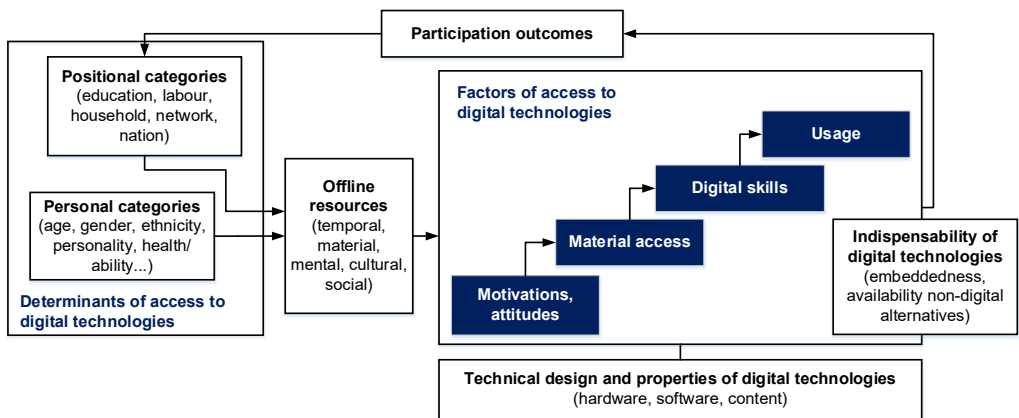 Participation outcomes
Positional categories
(education, labour,
household, network,
nation)
Personal categories
(age, gender, ethnicity,
personality, health/
ability...)
Determinants of access to
digital technologies
Offline
resources
(temporal,
material,
mental, cultural,
social)
Factors of access to
digital technologies
Usage
Digital skills
Material access
Motivations,
attitudes
Indispensability of
digital technologies
(embeddedness,
availability non-digital
alternatives)
Technical design and properties of digital technologies
(hardware, software, content)